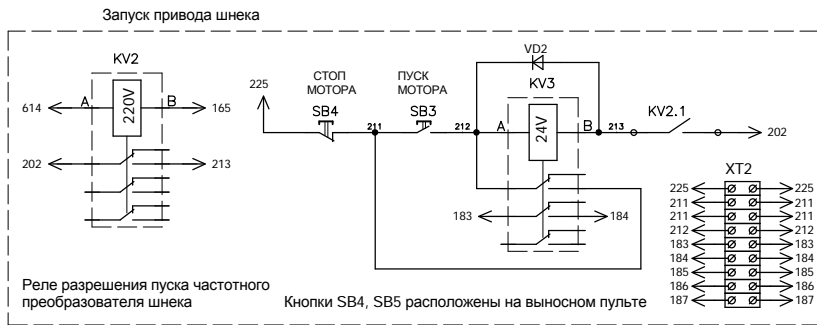 Запуск привода шнека
KV2
614
A
220V
B
165
202
213
225
СТОП
МОТОРА
SB4
211
ПУСК
МОТОРА
SB3
212
VD2
KV3
A
24V
B
213
KV2.1
202
183
184
XT2
225 225
211 211
211 211
212 212
183 183
184 184
185 185
186 186
187 187
Реле разрешения пуска частотного
преобразователя шнека
Кнопки SB4, SB5 расположены на выносном пульте